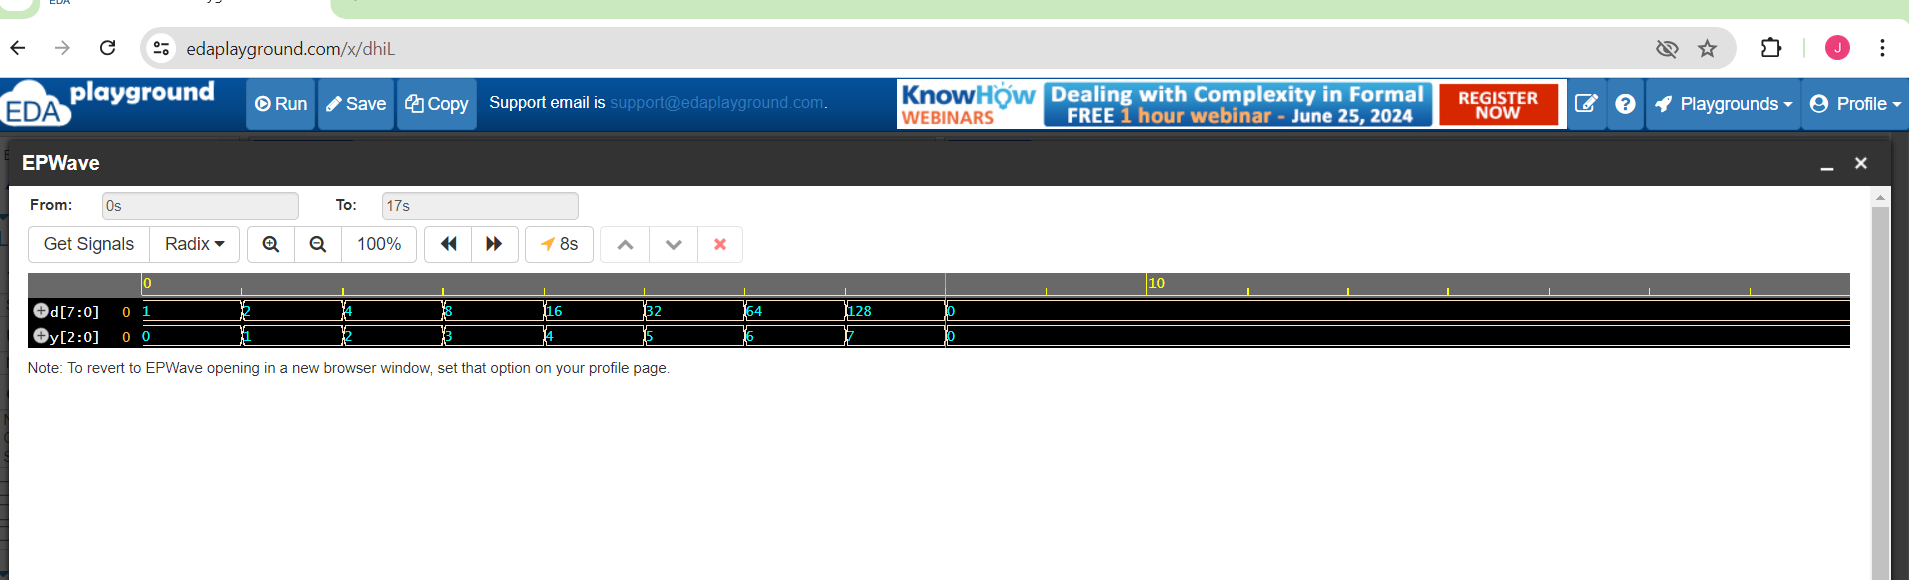 EDA
edaplayground.com/x/dhiL
J
EDA playground
Run
Save
Copy
Support email is support@edaplayground.com.
KnowHow
WEBINARS
Dealing with Complexity in Formal
FREE 1 hour webinar - June 25, 2024
REGISTER
NOW
Playgrounds
Profile
EPWave
From: 0s To: 17s
Get Signals Radix 100% 8s
0 10
d[7:0] 0 1 2 4 8 16 32 64 128 0
y[2:0] 0 0 1 2 3 4 5 6 7 0
Note: To revert to EPWave opening in a new browser window, set that option on your profile page.